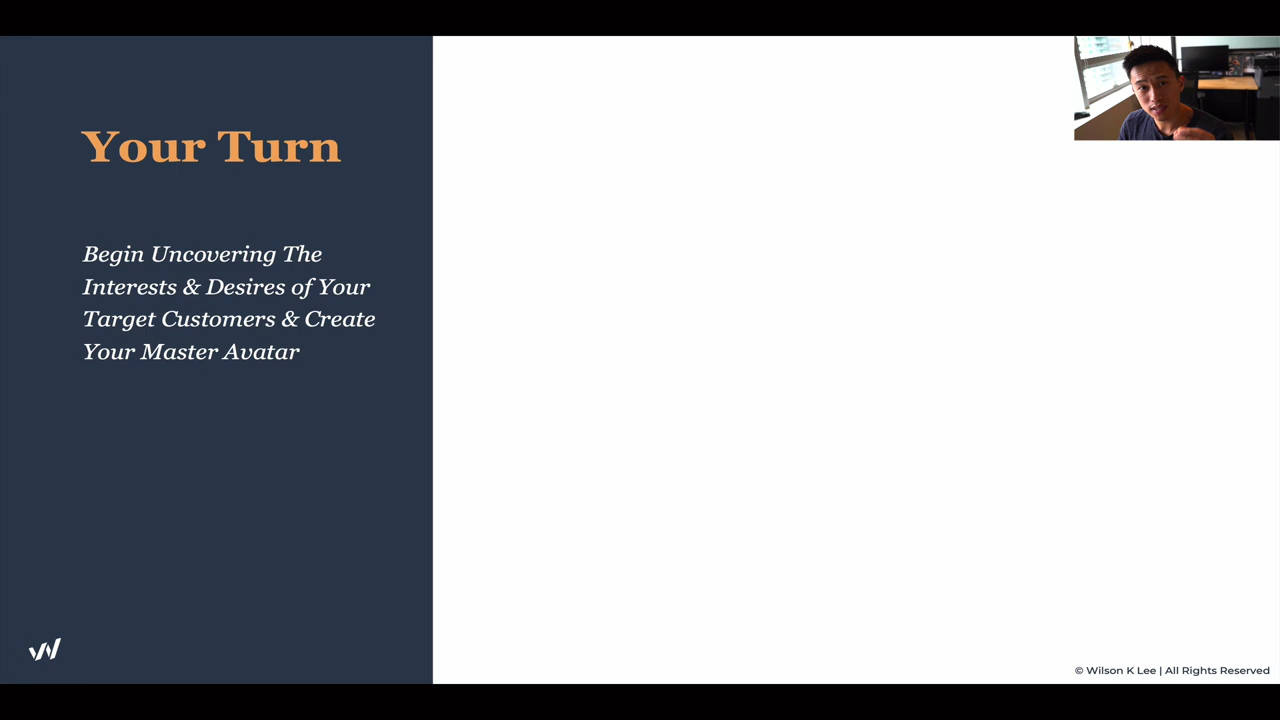 Your Turn
Begin Uncovering The
Interests & Desires of Your
Target Customers & Create
Your Master Avatar
© Wilson K Lee | All Rights Reserved